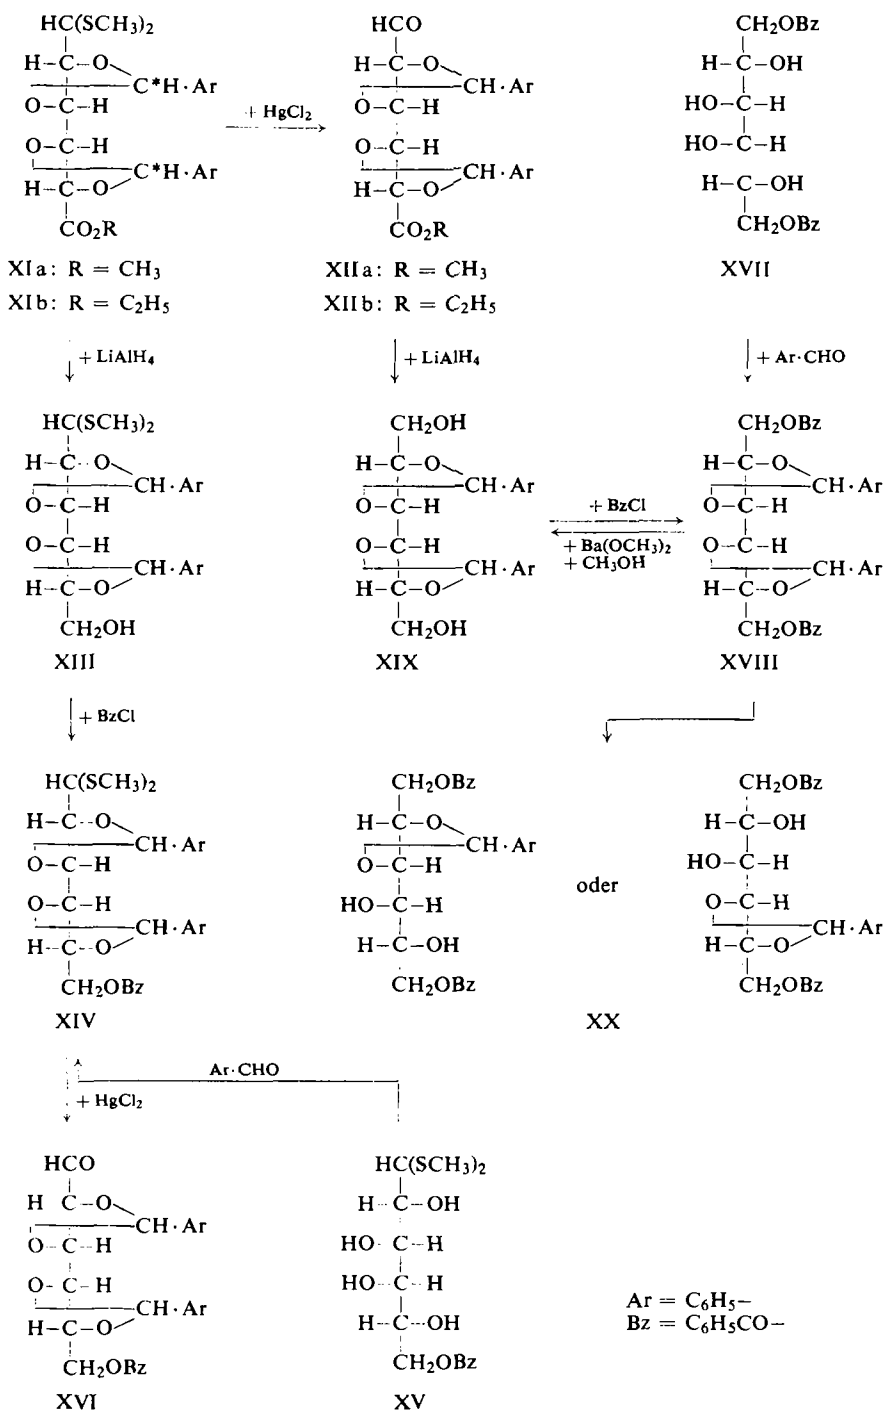 HC(SCH3)2 HCO CH2OBz
H-C-O H-C-O H-C-OH
C*H·Ar CH·Ar
O-C-H O-C-H HO-C-H
+ HgCl2
O-C-H O-C-H HO-C-H
C*H·Ar CH·Ar
H-C-O H-C-O H-C-OH
CO2R CO2R CH2OBz
XIa: R = CH3 XIIa: R = CH3 XVII
XIb: R = C2H5 XIIb: R = C2H5
+ LiAlH4 + LiAlH4 + Ar·CHO
HC(SCH3)2 CH2OH CH2OBz
H-C-O H-C-O H-C-O
CH·Ar CH·Ar CH·Ar
O-C-H O-C-H O-C-H
+ BzCl
+ Ba(OCH3)2
+ CH3OH
O-C-H O-C-H O-C-H
CH·Ar CH·Ar CH·Ar
H-C-O H-C-O H-C-O
CH2OH CH2OH CH2OBz
XIII XIX XVIII
+ BzCl
HC(SCH3)2 CH2OBz CH2OBz
H-C-O H-C-O H-C-OH
CH·Ar CH·Ar
O-C-H O-C-H HO-C-H
oder
O-C-H HO-C-H O-C-H
CH·Ar CH·Ar
H-C-O H-C-OH H-C-O
CH2OBz CH2OBz CH2OBz
XIV XX
Ar·CHO
+ HgCl2
HCO HC(SCH3)2
H C-O H-C-OH
CH·Ar
O-C-H HO-C-H
O-C-H HO-C-H
CH·Ar
H-C-O H-C-OH
CH2OBz CH2OBz
Ar = C6H5–
Bz = C6H5CO–
XVI XV